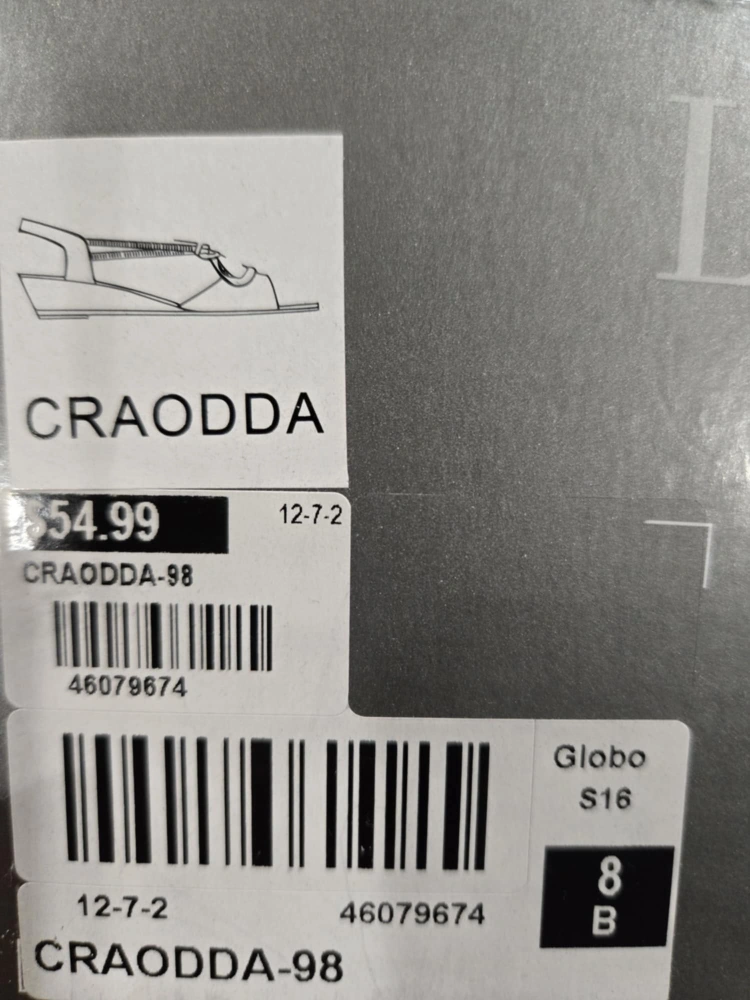 CRAODDA
$54.99
12-7-2
CRAODDA-98
46079674
Globo
S16
8
B
12-7-2
46079674
CRAODDA-98